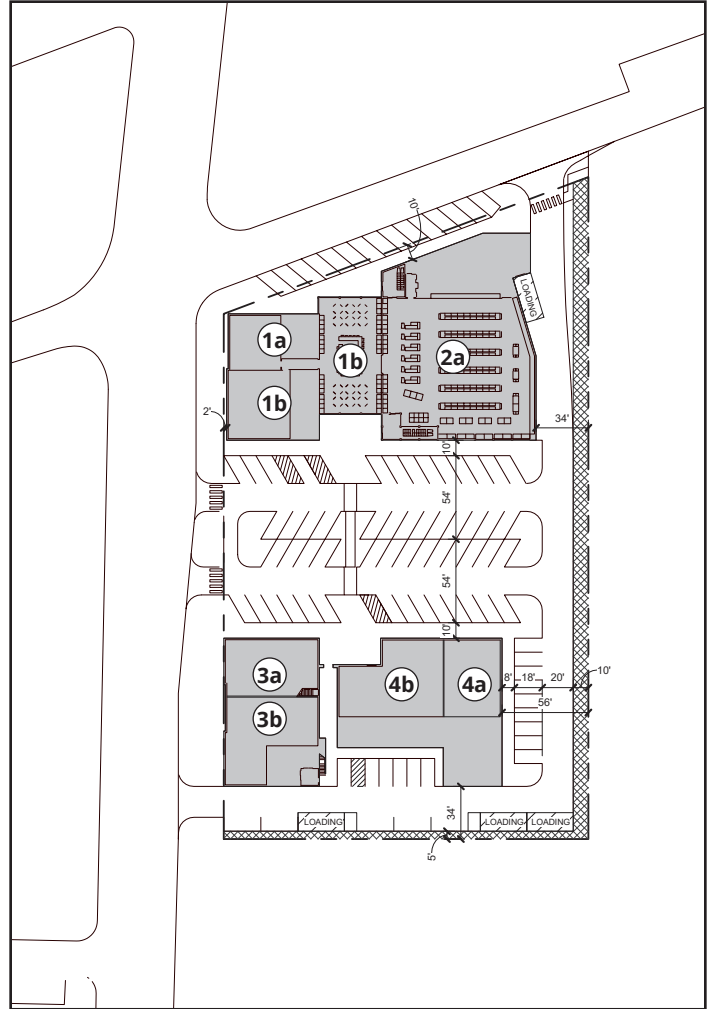 10'
LOADING
1a
1b
2a
1b
2'
34'
10'
54'
54'
10'
3a
4b
4a
8'
18'
20'
10'
56'
3b
34'
LOADING
LOADING
LOADING
5'